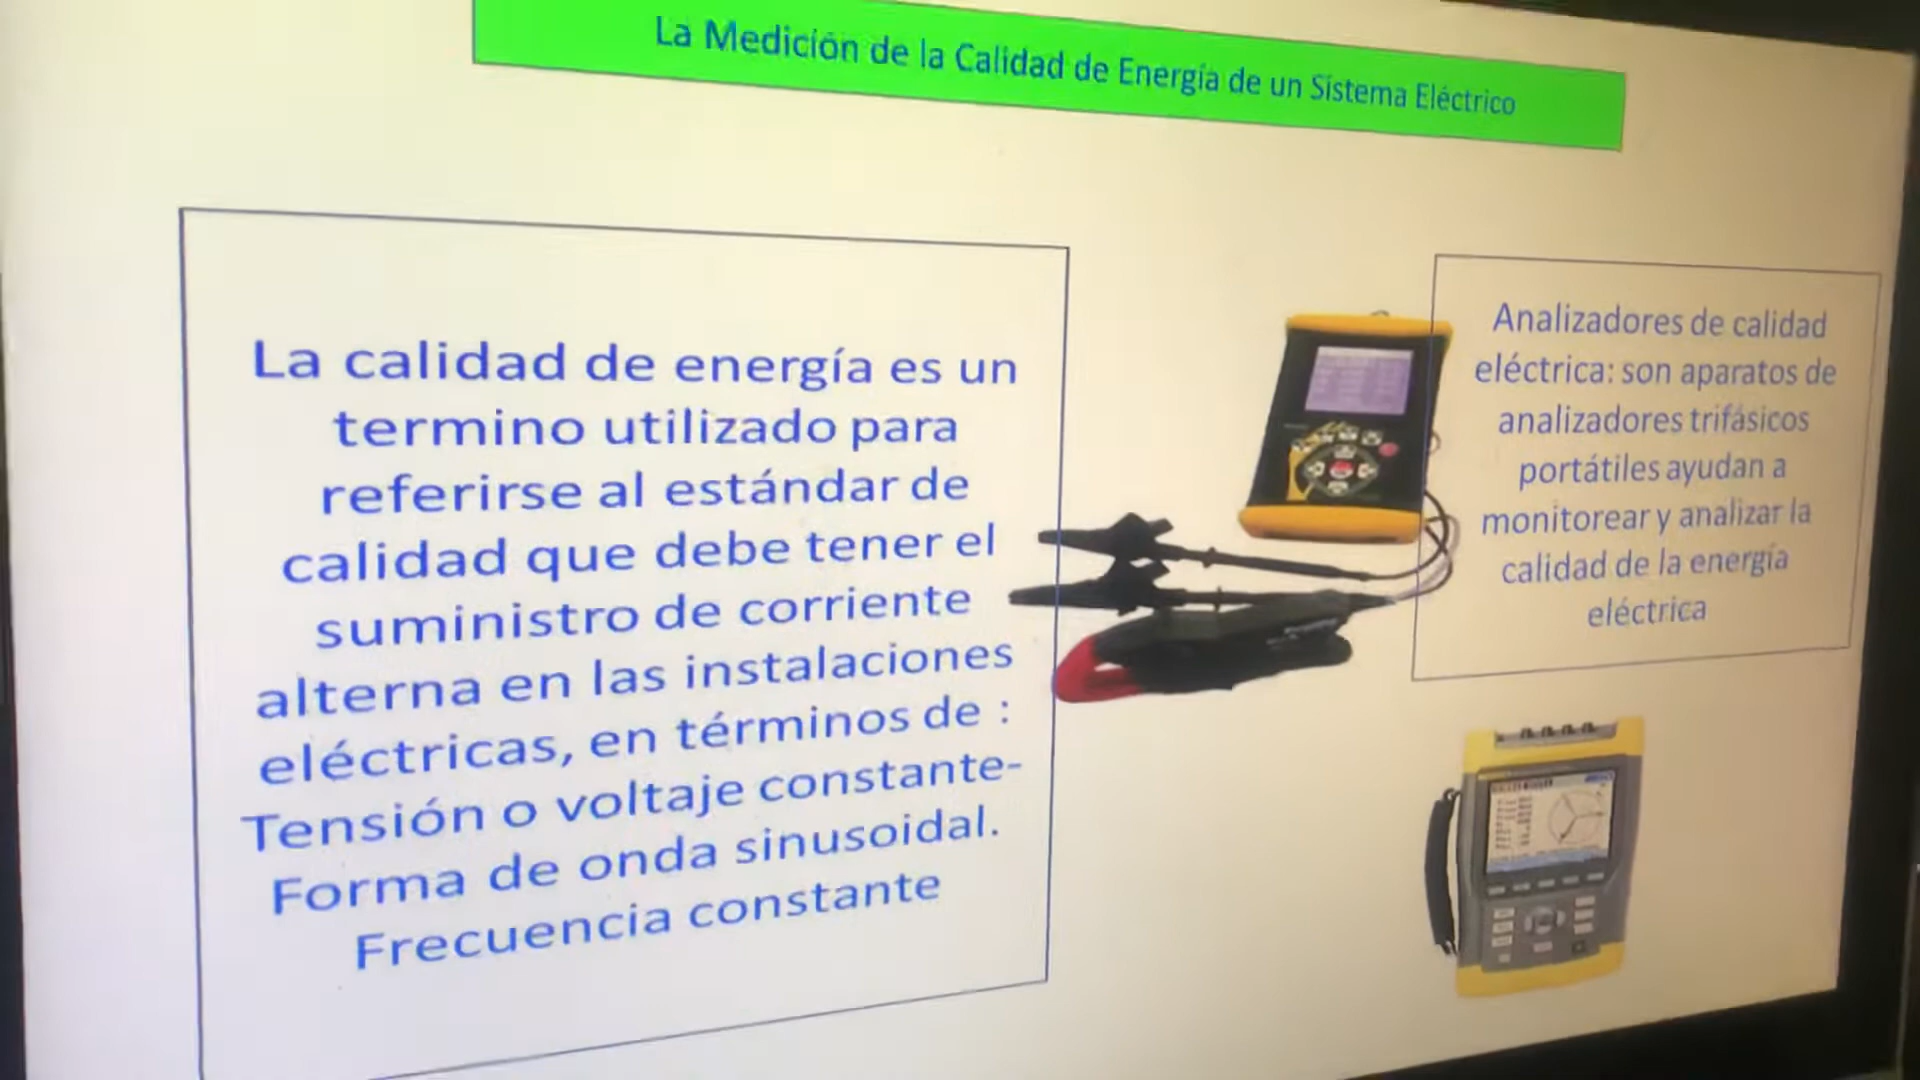 La Medición de la Calidad de Energía de un Sistema Eléctrico
La calidad de energía es un
termino utilizado para
referirse al estándar de
calidad que debe tener el
suministro de corriente
alterna en las instalaciones
eléctricas, en términos de :
Tensión o voltaje constante-
Forma de onda sinusoidal.
Frecuencia constante
Analizadores de calidad
eléctrica: son aparatos de
analizadores trifásicos
portátiles ayudan a
monitorear y analizar la
calidad de la energía
eléctrica